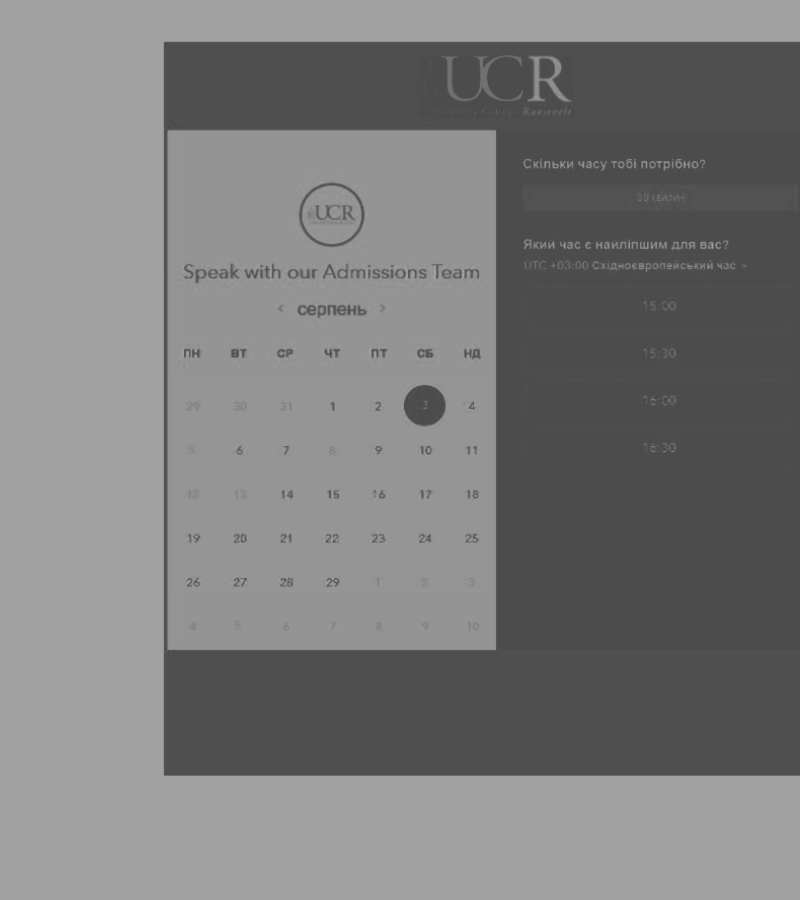 UCR
University College Roosevelt
UCR
Speak with our Admissions Team
< серпень >
ПН ВТ СР ЧТ ПТ СБ НД
29 30 31 1 2 3 4
5 6 7 8 9 10 11
12 13 14 15 16 17 18
19 20 21 22 23 24 25
26 27 28 29 1 2 3
4 5 6 7 8 9 10
Скільки часу тобі потрібно?
30 хвилин
Який час є найліпшим для вас?
UTC +03:00 Східноєвропейський час
15:00
15:30
16:00
16:30